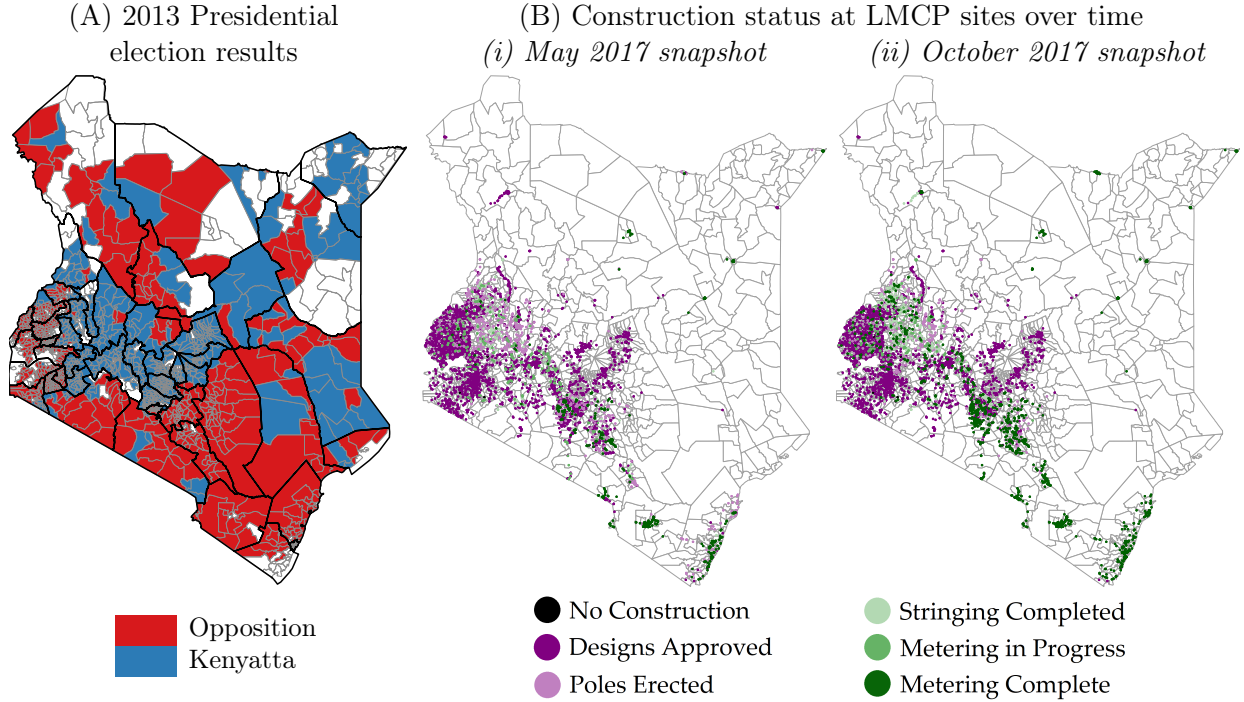 (A) 2013 Presidential
election results
(B) Construction status at LMCP sites over time
(i) May 2017 snapshot
(ii) October 2017 snapshot
Opposition
Kenyatta
No Construction
Designs Approved
Poles Erected
Stringing Completed
Metering in Progress
Metering Complete